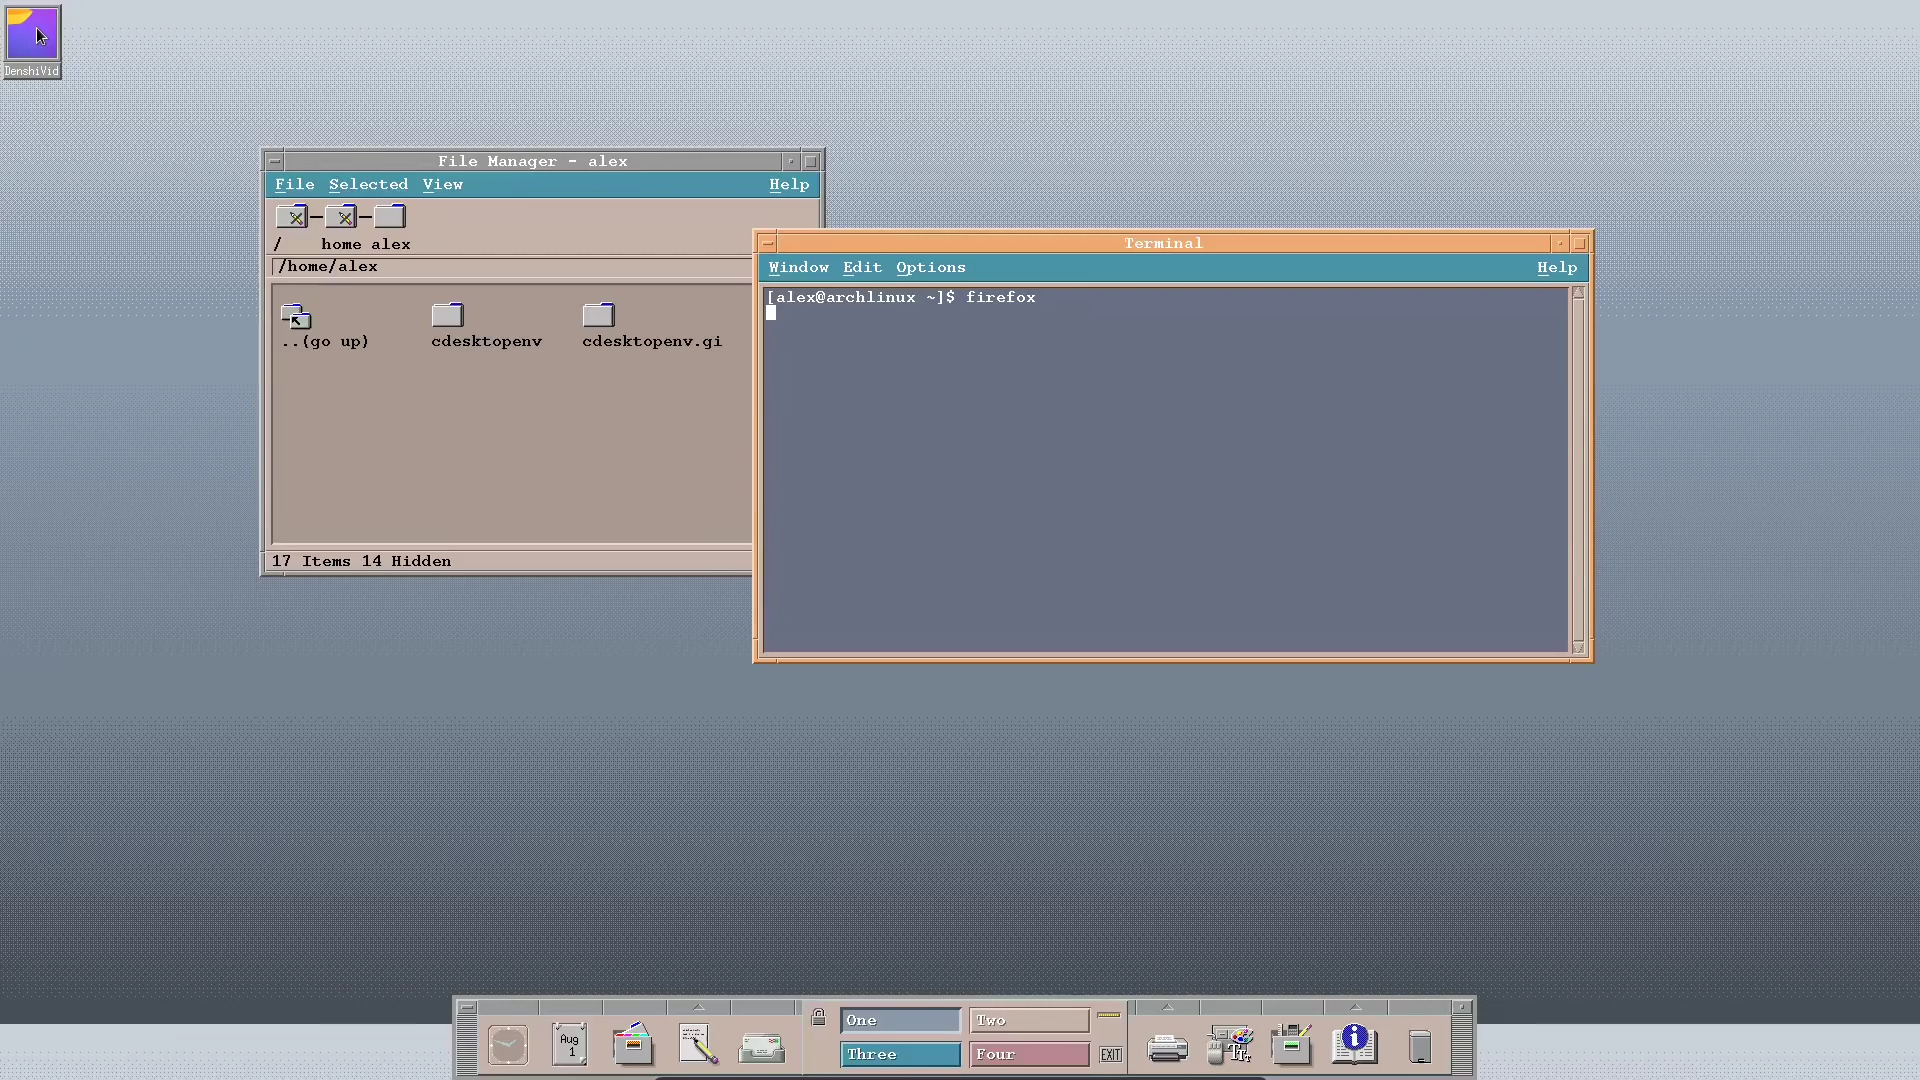 DenshiVid
File Manager - alex
File Selected View Help
/ home alex
/home/alex
..(go up) cdesktopenv cdesktopenv.gi
17 Items 14 Hidden
Terminal
Window Edit Options Help
[alex@archlinux ~]$ firefox
Aug
1
One Two
Three Four
EXIT